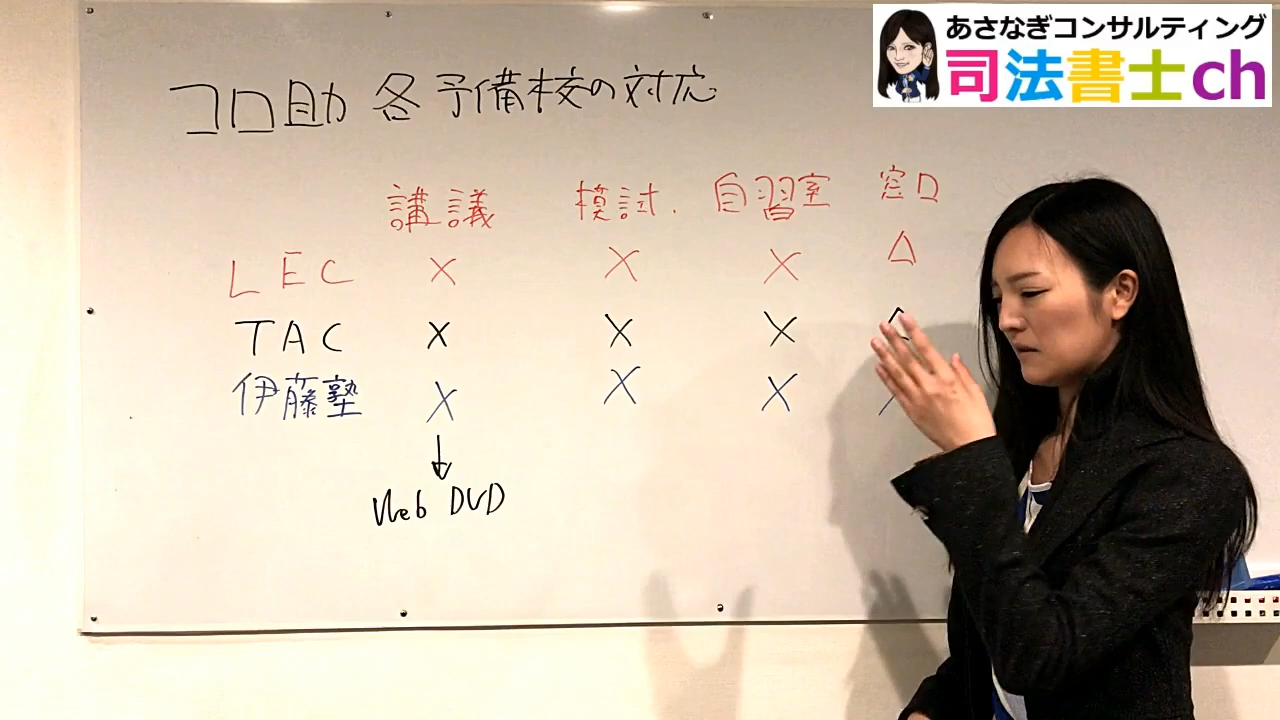 あさなぎコンサルティング
司法書士ch
コロ助 各予備校の対応
講議 模試. 自習室 窓口
LEC × × × △
TAC × × × △
伊藤塾 × × ×
↓
Web DVD